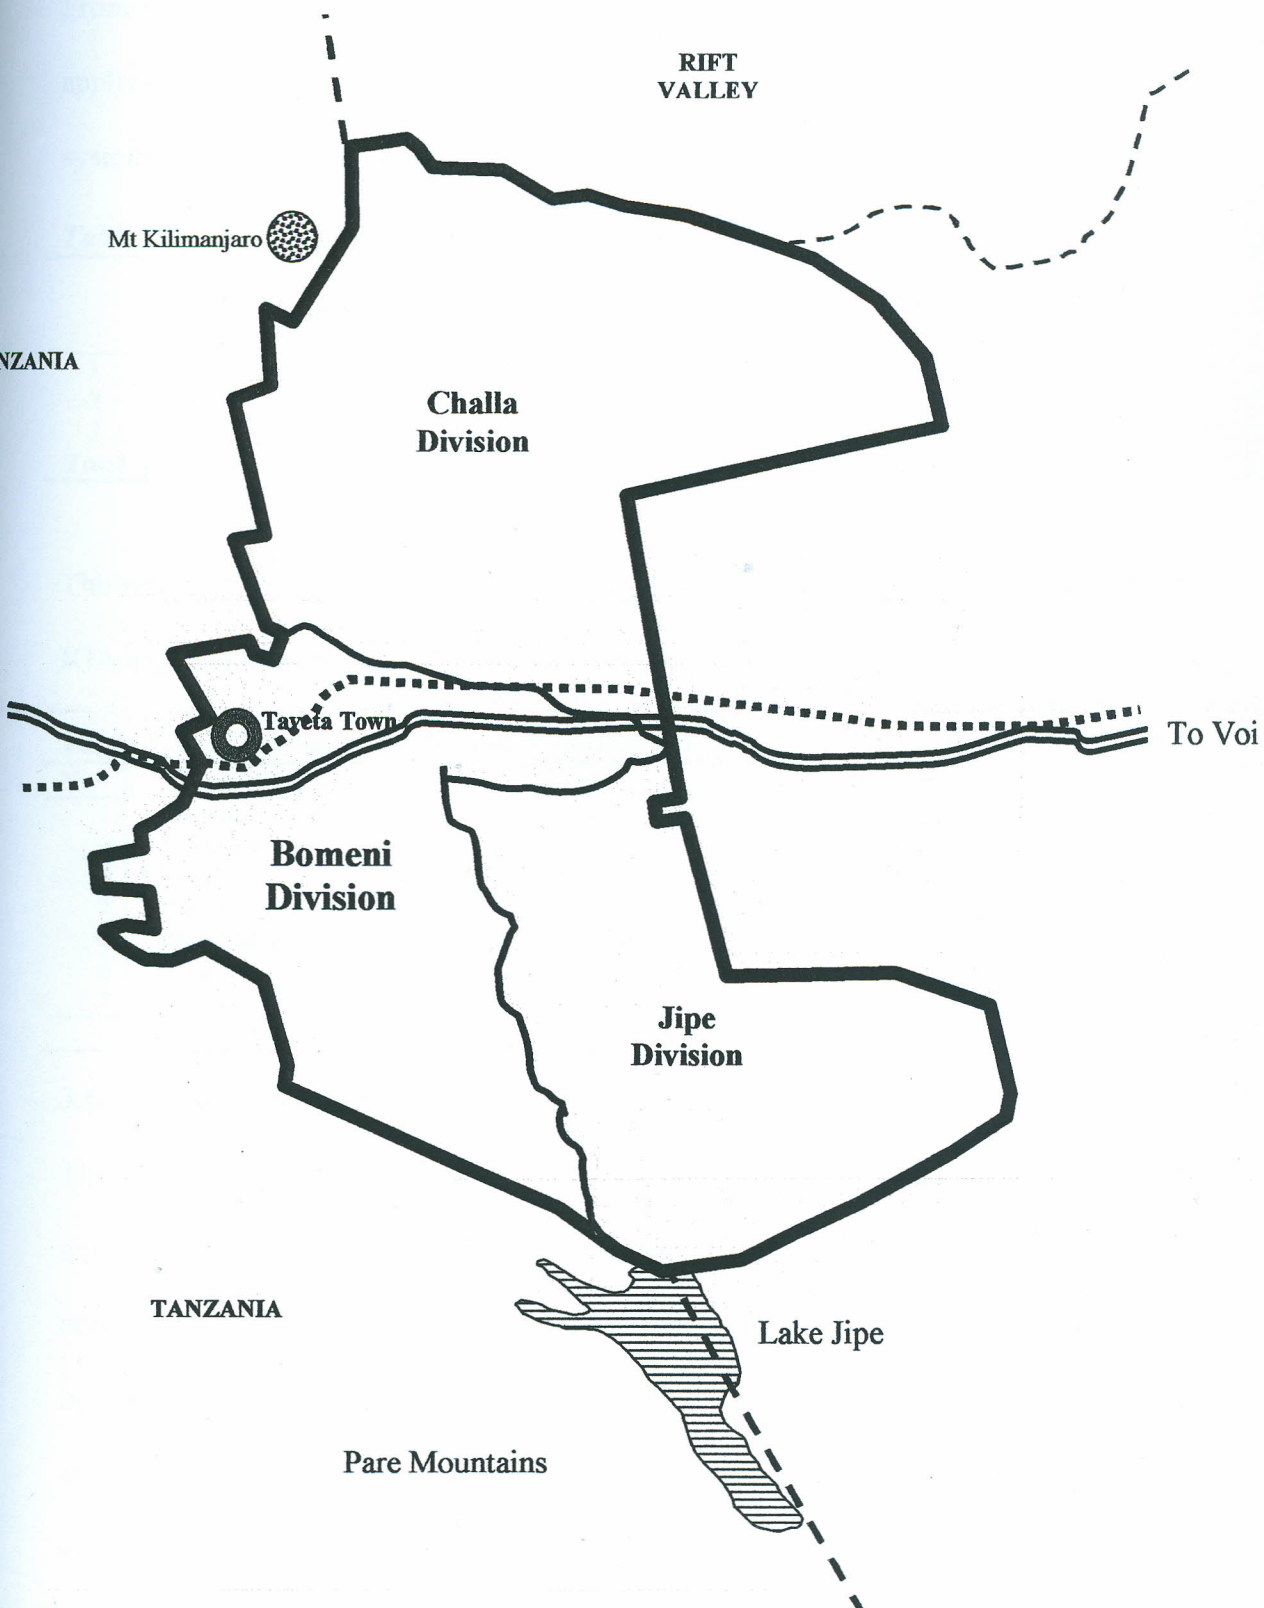 RIFT
VALLEY
Mt Kilimanjaro
NZANIA
Challa
Division
Taveta Town
To Voi
Bomeni
Division
Jipe
Division
TANZANIA
Lake Jipe
Pare Mountains